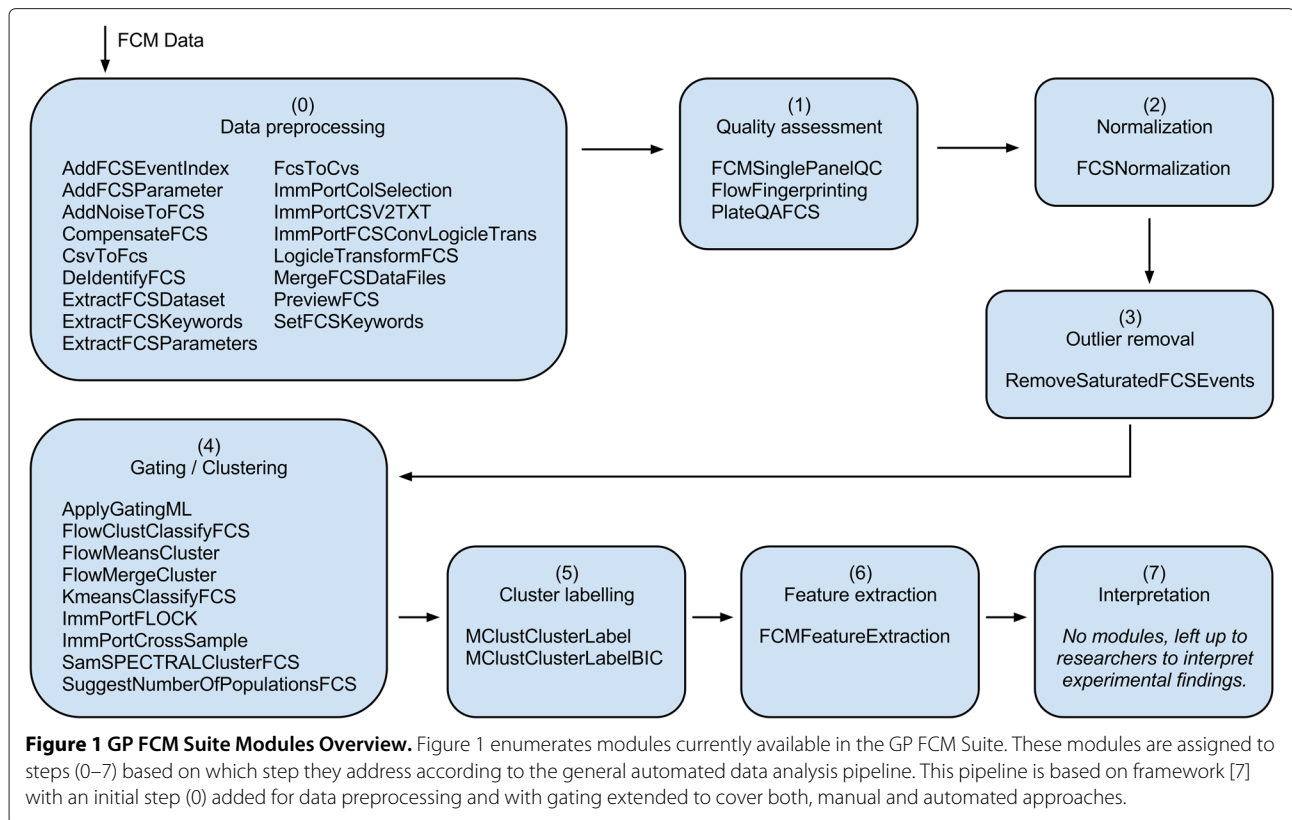 FCM Data
(0)
Data preprocessing
AddFCSEventIndex
AddFCSParameter
AddNoiseToFCS
CompensateFCS
CsvToFcs
DeIdentifyFCS
ExtractFCSDataset
ExtractFCSKeywords
ExtractFCSParameters
FcsToCvs
ImmPortColSelection
ImmPortCSV2TXT
ImmPortFCSConvLogicleTrans
LogicleTransformFCS
MergeFCSDataFiles
PreviewFCS
SetFCSKeywords
(1)
Quality assessment
FCMSinglePanelQC
FlowFingerprinting
PlateQAFCS
(2)
Normalization
FCSNormalization
(3)
Outlier removal
RemoveSaturatedFCSEvents
(4)
Gating / Clustering
ApplyGatingML
FlowClustClassifyFCS
FlowMeansCluster
FlowMergeCluster
KmeansClassifyFCS
ImmPortFLOCK
ImmPortCrossSample
SamSPECTRALClusterFCS
SuggestNumberOfPopulationsFCS
(5)
Cluster labelling
MClustClusterLabel
MClustClusterLabelBIC
(6)
Feature extraction
FCMFeatureExtraction
(7)
Interpretation
No modules, left up to
researchers to interpret
experimental findings.
Figure 1 GP FCM Suite Modules Overview. Figure 1 enumerates modules currently available in the GP FCM Suite. These modules are assigned to
steps (0–7) based on which step they address according to the general automated data analysis pipeline. This pipeline is based on framework [7]
with an initial step (0) added for data preprocessing and with gating extended to cover both, manual and automated approaches.